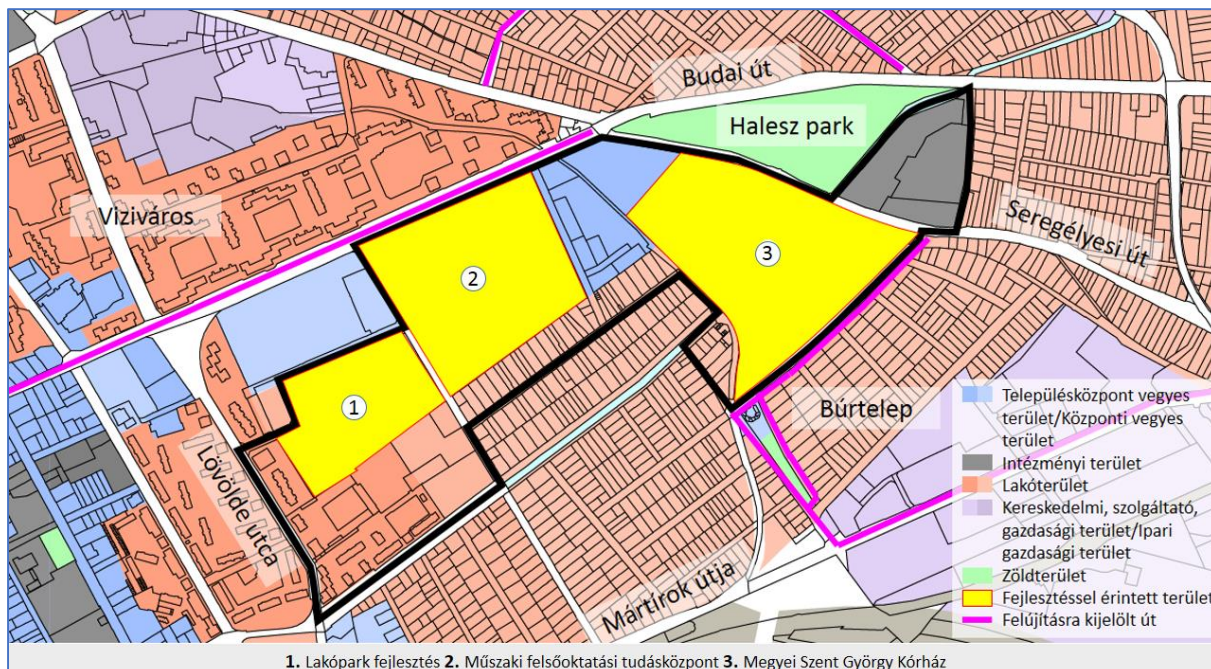 Budai út
Halesz park
Viziváros
Seregélyesi út
2
3
1
Búrtelep
Lövölde utca
Mártírok útja
Településközpont vegyes
terület/Központi vegyes
terület
Intézményi terület
Lakóterület
Kereskedelmi, szolgáltató,
gazdasági terület/Ipari
gazdasági terület
Zöldterület
Fejlesztéssel érintett terület
Felújításra kijelölt út
1. Lakópark fejlesztés 2. Műszaki felsőoktatási tudásközpont 3. Megyei Szent György Kórház